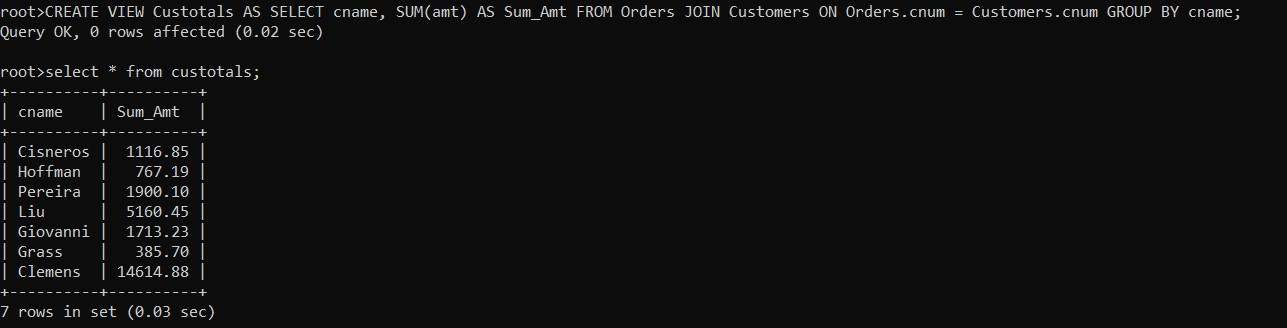 root>CREATE VIEW Custotals AS SELECT cname, SUM(amt) AS Sum_Amt FROM Orders JOIN Customers ON Orders.cnum = Customers.cnum GROUP BY cname;
Query OK, 0 rows affected (0.02 sec)

root>select * from custotals;
+----------+----------+
| cname    | Sum_Amt  |
+----------+----------+
| Cisneros |  1116.85 |
| Hoffman  |   767.19 |
| Pereira  |  1900.10 |
| Liu      |  5160.45 |
| Giovanni |  1713.23 |
| Grass    |   385.70 |
| Clemens  | 14614.88 |
+----------+----------+
7 rows in set (0.03 sec)